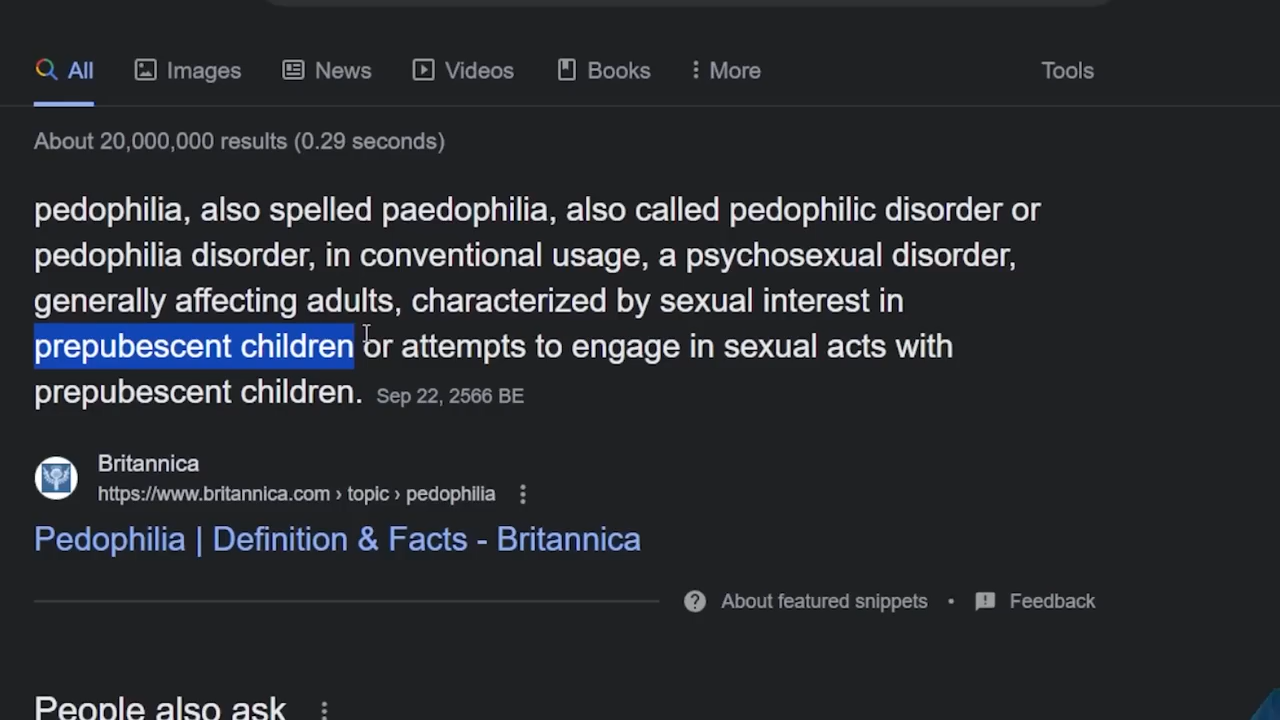 All Images News Videos Books More Tools
About 20,000,000 results (0.29 seconds)
pedophilia, also spelled paedophilia, also called pedophilic disorder or
pedophilia disorder, in conventional usage, a psychosexual disorder,
generally affecting adults, characterized by sexual interest in
prepubescent children or attempts to engage in sexual acts with
prepubescent children. Sep 22, 2566 BE
Britannica
https://www.britannica.com › topic › pedophilia
Pedophilia | Definition & Facts - Britannica
About featured snippets • Feedback
People also ask